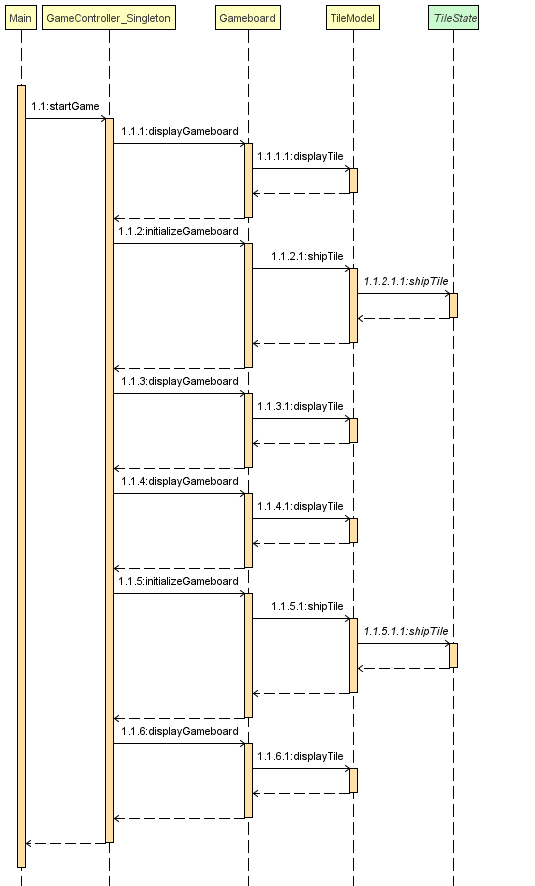 Main
GameController_Singleton
Gameboard
TileModel
TileState
1.1:startGame
1.1.1:displayGameboard
1.1.1.1:displayTile
1.1.2:initializeGameboard
1.1.2.1:shipTile
1.1.2.1.1:shipTile
1.1.3:displayGameboard
1.1.3.1:displayTile
1.1.4:displayGameboard
1.1.4.1:displayTile
1.1.5:initializeGameboard
1.1.5.1:shipTile
1.1.5.1.1:shipTile
1.1.6:displayGameboard
1.1.6.1:displayTile